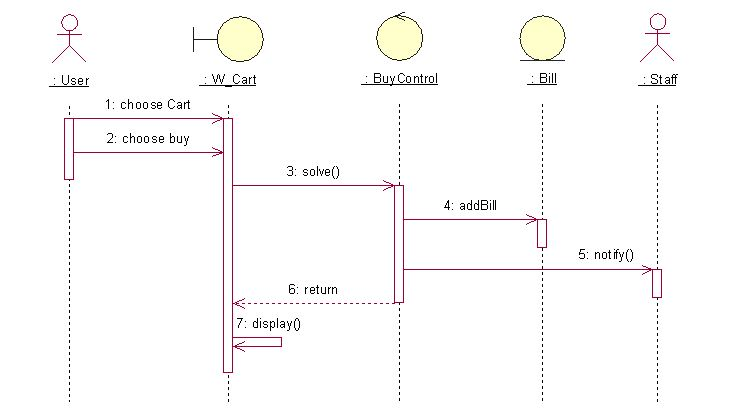 : User
: W_Cart
: BuyControl
: Bill
: Staff
1: choose Cart
2: choose buy
3: solve()
4: addBill
5: notify()
6: return
7: display()